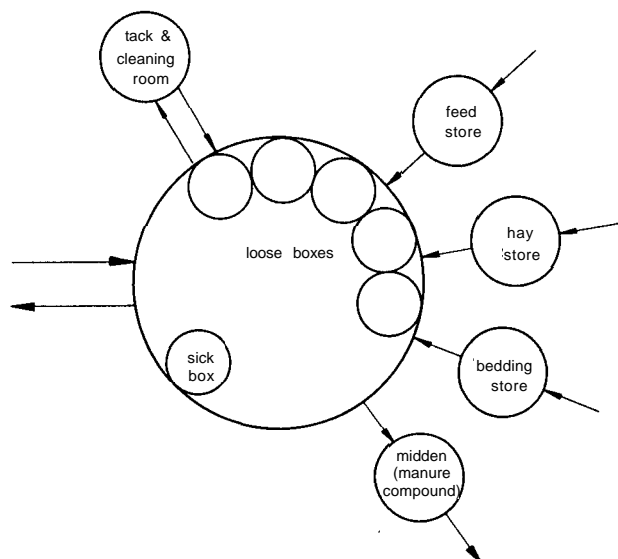 tack &
cleaning
room
feed
store
hay
store
loose boxes
sick
box
bedding
store
midden
(manure
compound)